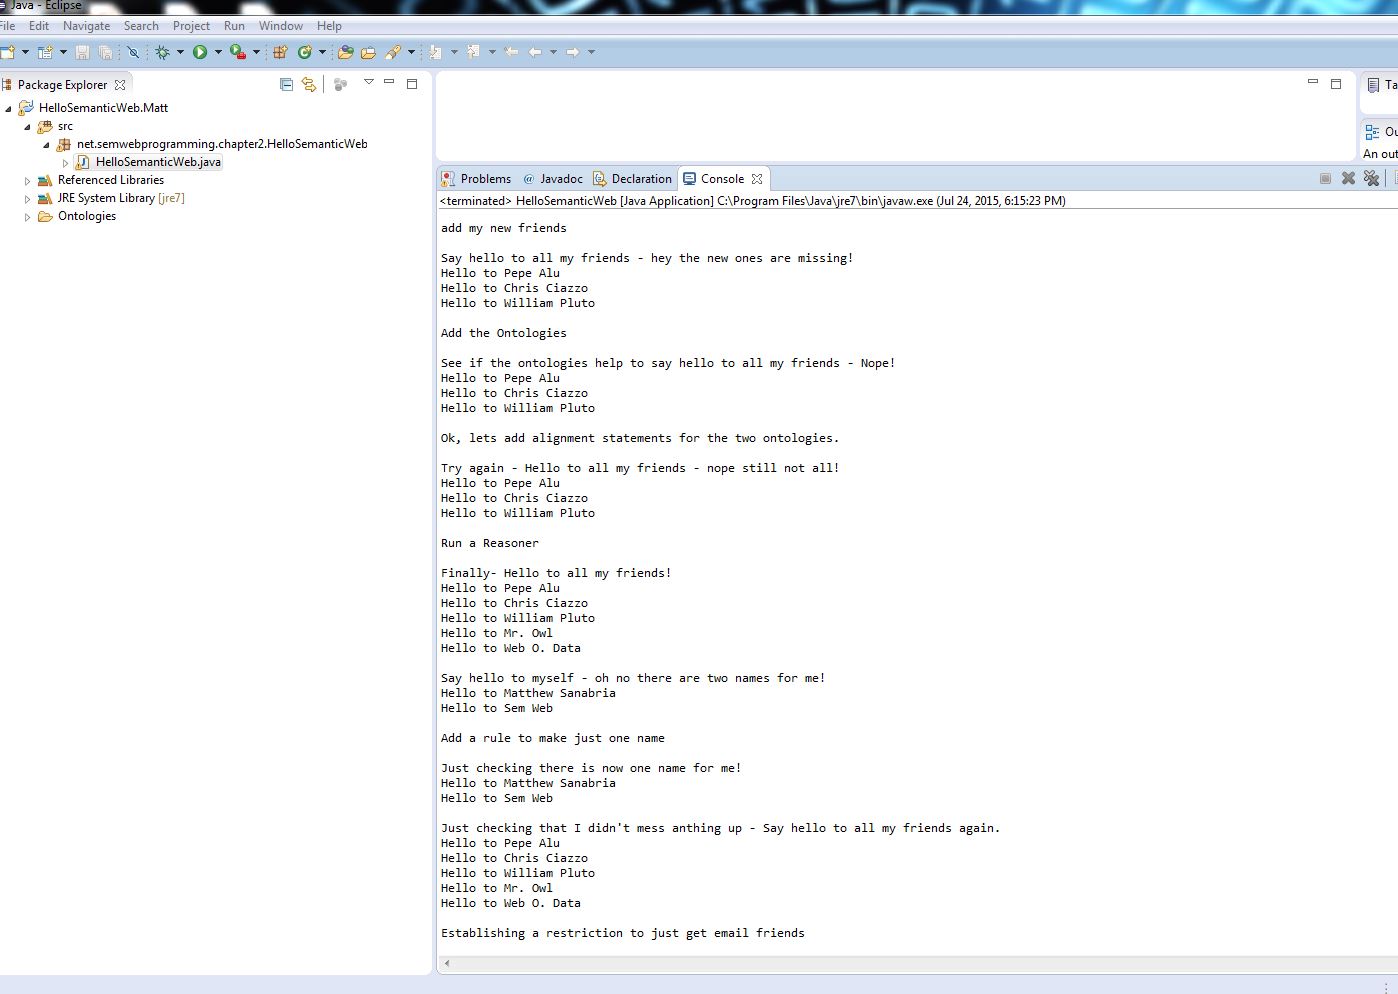 Java - Eclipse
File Edit Navigate Search Project Run Window Help
Package Explorer
HelloSemanticWeb.Matt
src
net.semwebprogramming.chapter2.HelloSemanticWeb
HelloSemanticWeb.java
Referenced Libraries
JRE System Library [jre7]
Ontologies
Ta
Ou
An out
Problems @ Javadoc Declaration Console
<terminated> HelloSemanticWeb [Java Application] C:\Program Files\Java\jre7\bin\javaw.exe (Jul 24, 2015, 6:15:23 PM)
add my new friends
Say hello to all my friends - hey the new ones are missing!
Hello to Pepe Alu
Hello to Chris Ciazzo
Hello to William Pluto
Add the Ontologies
See if the ontologies help to say hello to all my friends - Nope!
Hello to Pepe Alu
Hello to Chris Ciazzo
Hello to William Pluto
Ok, lets add alignment statements for the two ontologies.
Try again - Hello to all my friends - nope still not all!
Hello to Pepe Alu
Hello to Chris Ciazzo
Hello to William Pluto
Run a Reasoner
Finally- Hello to all my friends!
Hello to Pepe Alu
Hello to Chris Ciazzo
Hello to William Pluto
Hello to Mr. Owl
Hello to Web O. Data
Say hello to myself - oh no there are two names for me!
Hello to Matthew Sanabria
Hello to Sem Web
Add a rule to make just one name
Just checking there is now one name for me!
Hello to Matthew Sanabria
Hello to Sem Web
Just checking that I didn't mess anthing up - Say hello to all my friends again.
Hello to Pepe Alu
Hello to Chris Ciazzo
Hello to William Pluto
Hello to Mr. Owl
Hello to Web O. Data
Establishing a restriction to just get email friends